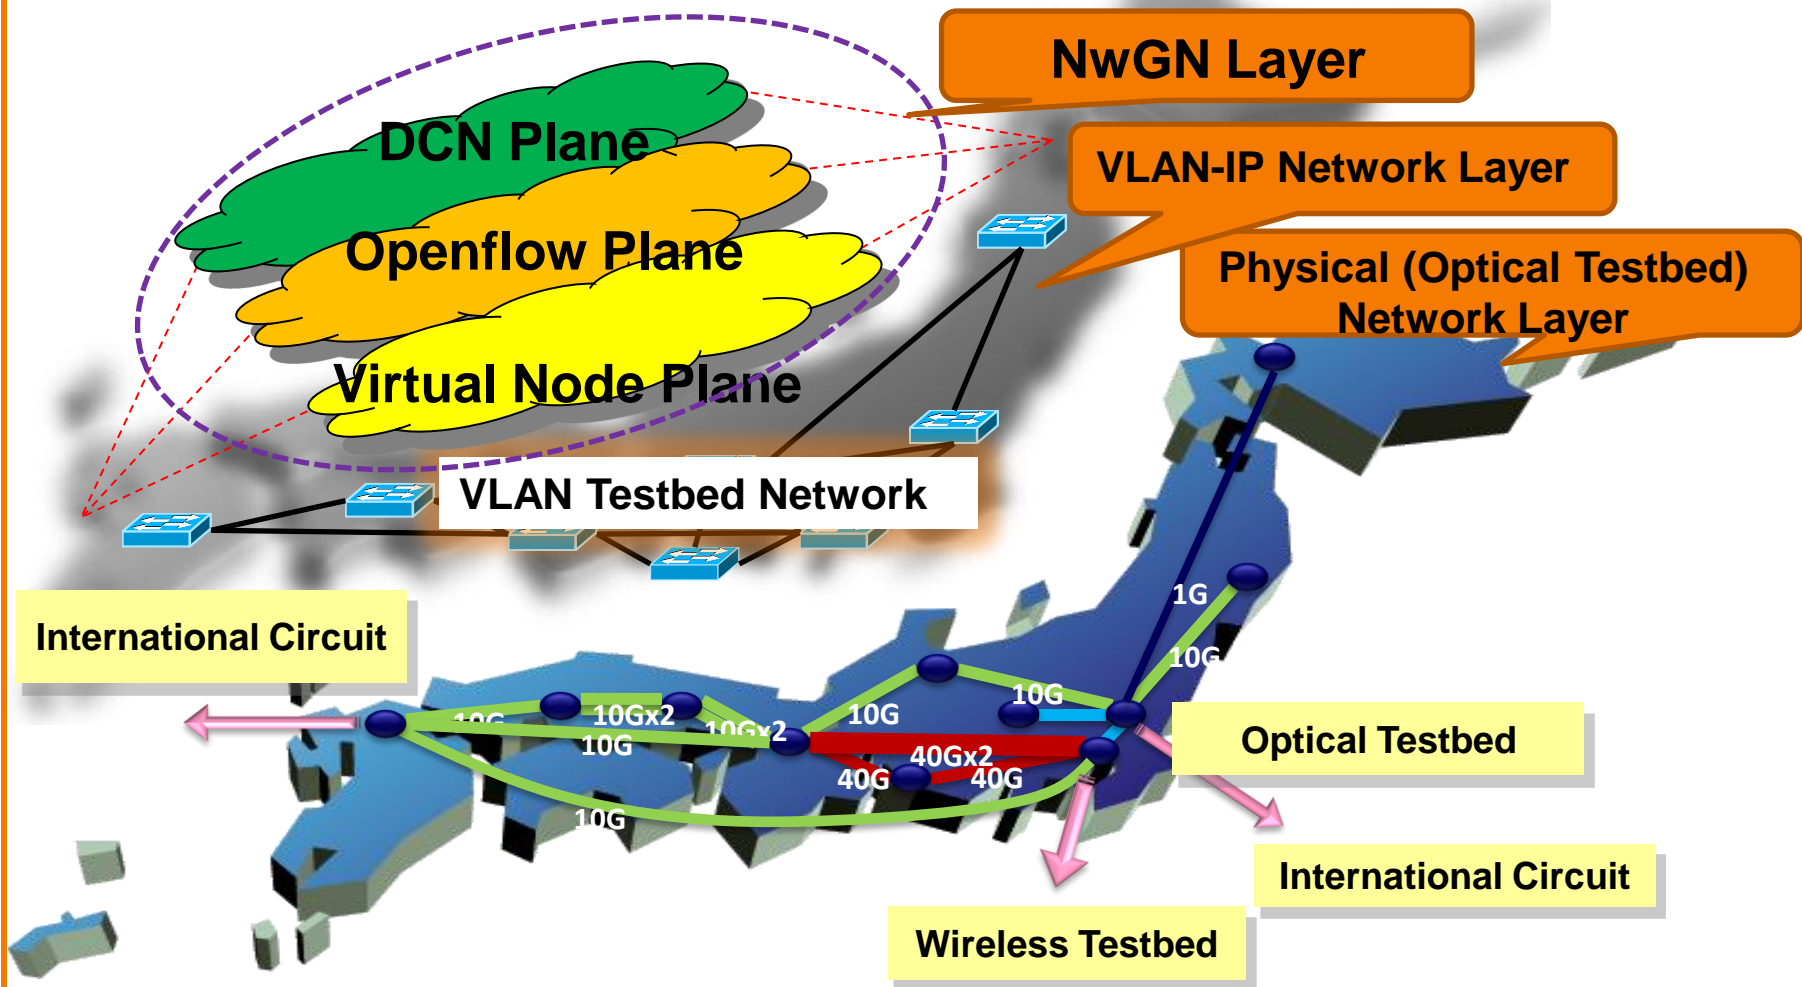 NwGN Layer
DCN Plane
VLAN-IP Network Layer
Openflow Plane
Physical (Optical Testbed)
Network Layer
Virtual Node Plane
VLAN Testbed Network
1G
International Circuit
10G
10G
10G
10Gx2
10Gx2
10G
10G
40Gx2
40G
40G
10G
Optical Testbed
International Circuit
Wireless Testbed